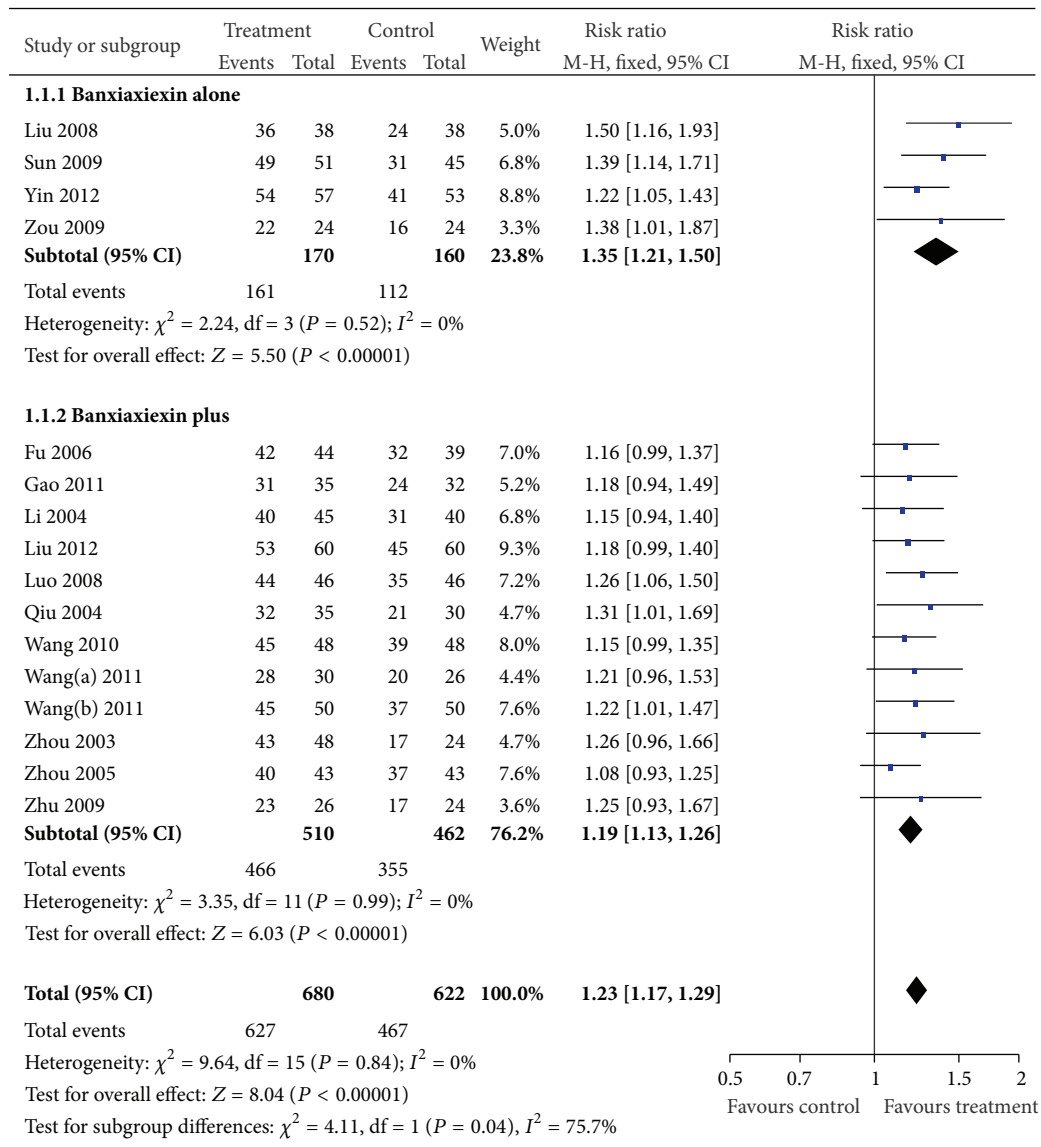 Study or subgroup Treatment Control Weight Risk ratio Risk ratio
Events Total Events Total M-H, fixed, 95% CI M-H, fixed, 95% CI
1.1.1 Banxiaxiexin alone
Liu 2008 36 38 24 38 5.0% 1.50 [1.16, 1.93]
Sun 2009 49 51 31 45 6.8% 1.39 [1.14, 1.71]
Yin 2012 54 57 41 53 8.8% 1.22 [1.05, 1.43]
Zou 2009 22 24 16 24 3.3% 1.38 [1.01, 1.87]
Subtotal (95% CI) 170 160 23.8% 1.35 [1.21, 1.50]
Total events 161 112
Heterogeneity: χ² = 2.24, df = 3 (P = 0.52); I² = 0%
Test for overall effect: Z = 5.50 (P < 0.00001)
1.1.2 Banxiaxiexin plus
Fu 2006 42 44 32 39 7.0% 1.16 [0.99, 1.37]
Gao 2011 31 35 24 32 5.2% 1.18 [0.94, 1.49]
Li 2004 40 45 31 40 6.8% 1.15 [0.94, 1.40]
Liu 2012 53 60 45 60 9.3% 1.18 [0.99, 1.40]
Luo 2008 44 46 35 46 7.2% 1.26 [1.06, 1.50]
Qiu 2004 32 35 21 30 4.7% 1.31 [1.01, 1.69]
Wang 2010 45 48 39 48 8.0% 1.15 [0.99, 1.35]
Wang(a) 2011 28 30 20 26 4.4% 1.21 [0.96, 1.53]
Wang(b) 2011 45 50 37 50 7.6% 1.22 [1.01, 1.47]
Zhou 2003 43 48 17 24 4.7% 1.26 [0.96, 1.66]
Zhou 2005 40 43 37 43 7.6% 1.08 [0.93, 1.25]
Zhu 2009 23 26 17 24 3.6% 1.25 [0.93, 1.67]
Subtotal (95% CI) 510 462 76.2% 1.19 [1.13, 1.26]
Total events 466 355
Heterogeneity: χ² = 3.35, df = 11 (P = 0.99); I² = 0%
Test for overall effect: Z = 6.03 (P < 0.00001)
Total (95% CI) 680 622 100.0% 1.23 [1.17, 1.29]
Total events 627 467
Heterogeneity: χ² = 9.64, df = 15 (P = 0.84); I² = 0%
Test for overall effect: Z = 8.04 (P < 0.00001)
Test for subgroup differences: χ² = 4.11, df = 1 (P = 0.04), I² = 75.7%
0.5 0.7 1 1.5 2
Favours control Favours treatment